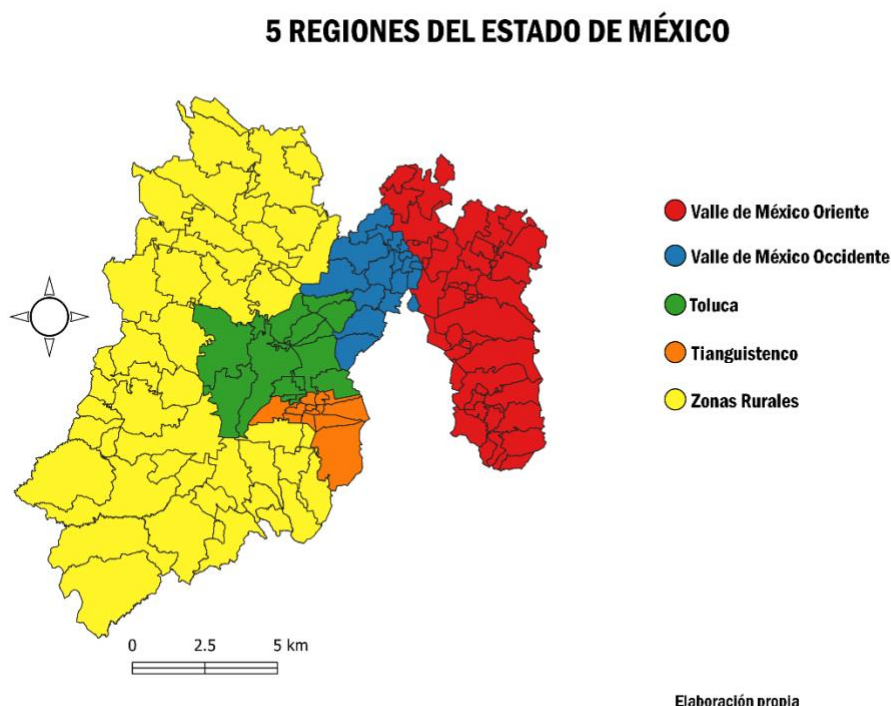 5 REGIONES DEL ESTADO DE MÉXICO
Valle de México Oriente
Valle de México Occidente
Toluca
Tianguistenco
Zonas Rurales
0 2.5 5 km
Elaboración propia